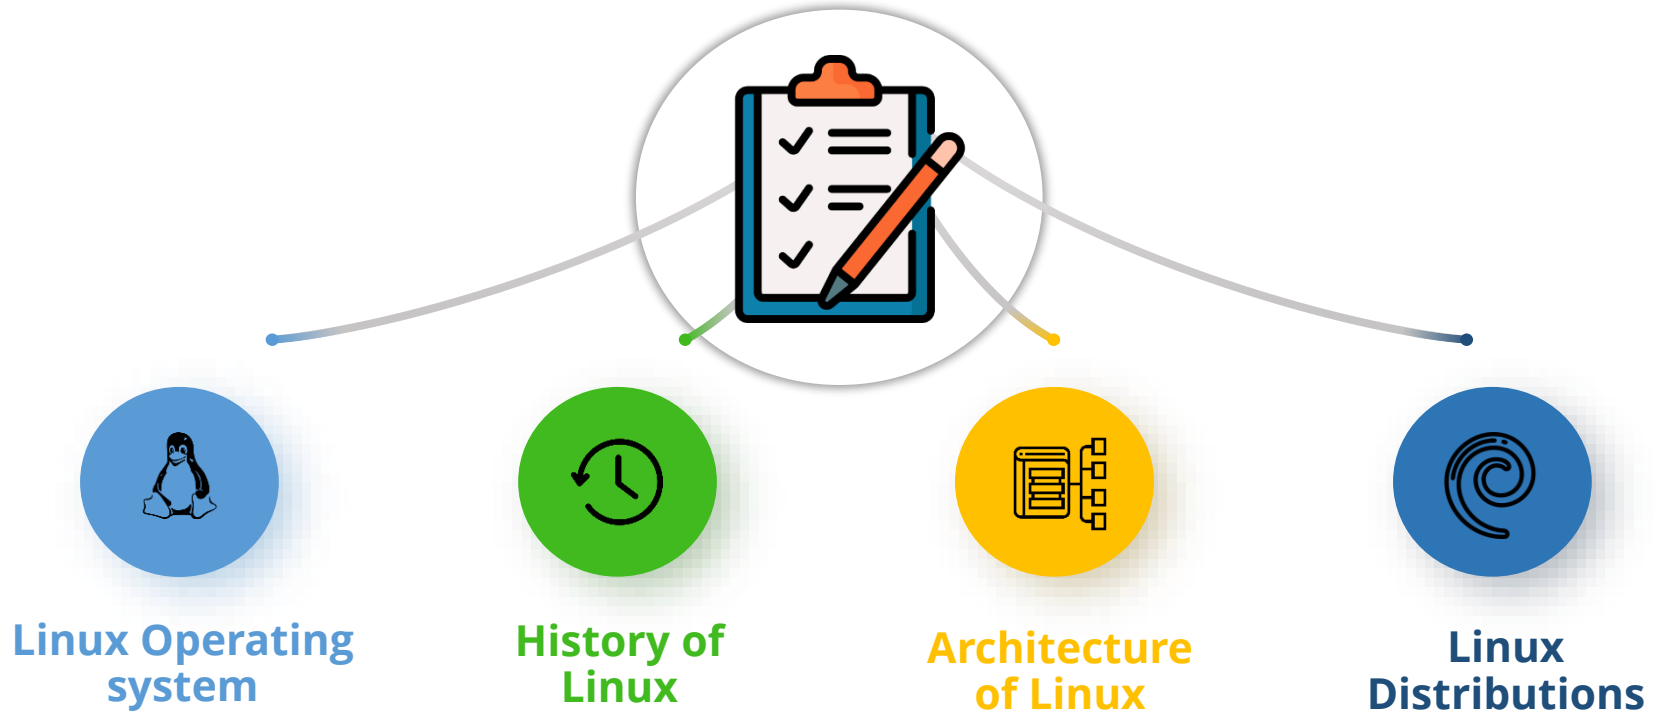 Linux Operating
system
History of
Linux
Architecture
of Linux
Linux
Distributions